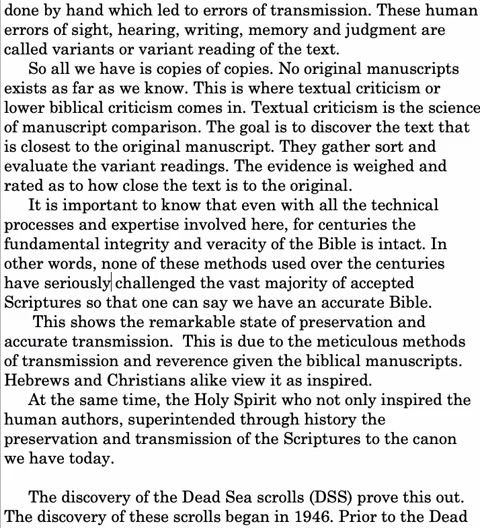 done by hand which led to errors of transmission. These human
errors of sight, hearing, writing, memory and judgment are
called variants or variant reading of the text.
So all we have is copies of copies. No original manuscripts
exists as far as we know. This is where textual criticism or
lower biblical criticism comes in. Textual criticism is the science
of manuscript comparison. The goal is to discover the text that
is closest to the original manuscript. They gather sort and
evaluate the variant readings. The evidence is weighed and
rated as to how close the text is to the original.
It is important to know that even with all the technical
processes and expertise involved here, for centuries the
fundamental integrity and veracity of the Bible is intact. In
other words, none of these methods used over the centuries
have seriously challenged the vast majority of accepted
Scriptures so that one can say we have an accurate Bible.
This shows the remarkable state of preservation and
accurate transmission.  This is due to the meticulous methods
of transmission and reverence given the biblical manuscripts.
Hebrews and Christians alike view it as inspired.
At the same time, the Holy Spirit who not only inspired the
human authors, superintended through history the
preservation and transmission of the Scriptures to the canon
we have today.
The discovery of the Dead Sea scrolls (DSS) prove this out.
The discovery of these scrolls began in 1946. Prior to the Dead